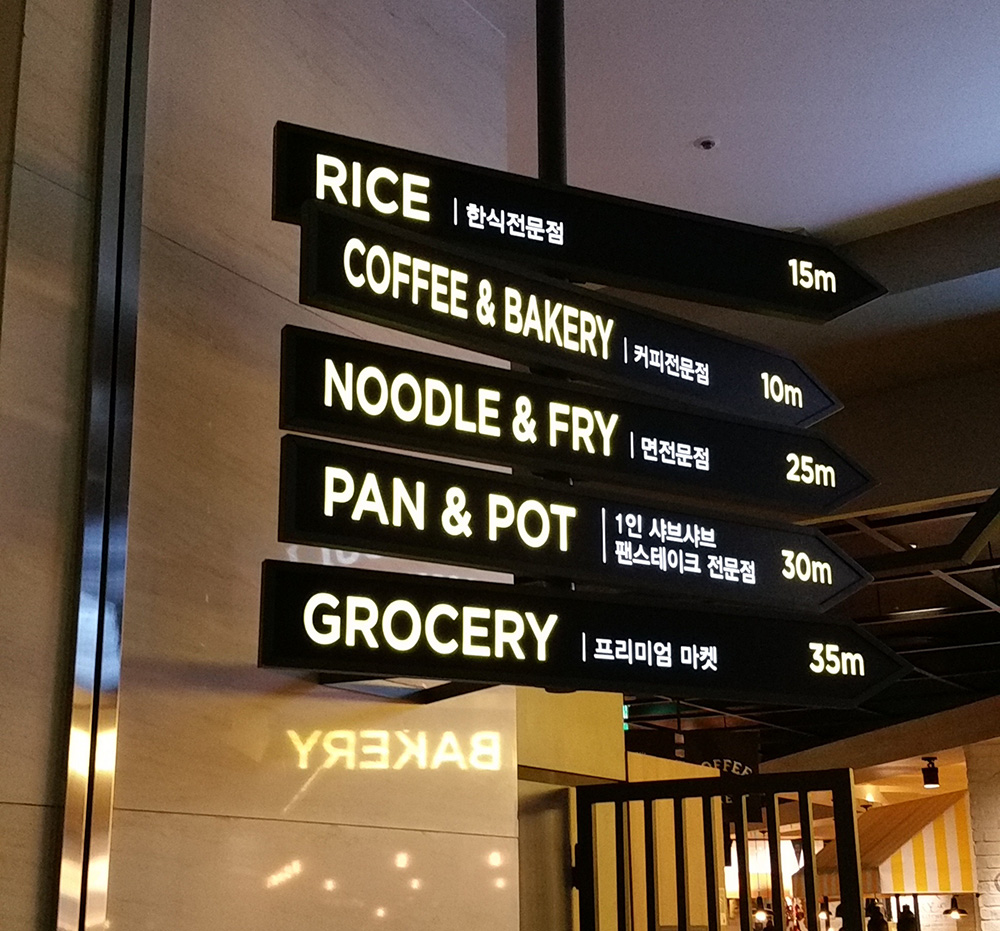 RICE | 한식전문점 15m
COFFEE & BAKERY | 커피전문점 10m
NOODLE & FRY | 면전문점 25m
PAN & POT | 1인 샤브샤브
팬스테이크 전문점 30m
GROCERY | 프리미엄 마켓 35m
BAKERY